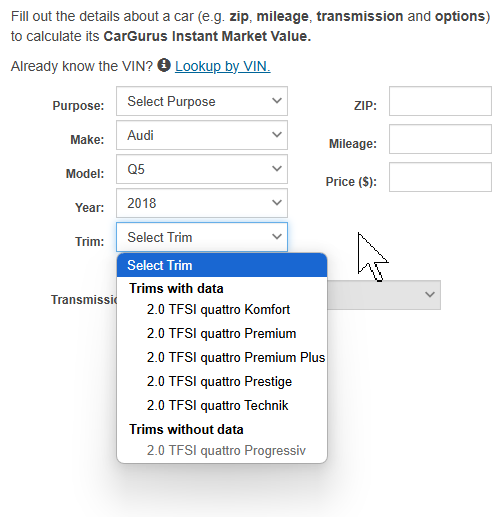 Fill out the details about a car (e.g. zip, mileage, transmission and options)
to calculate its CarGurus Instant Market Value.
Already know the VIN? Lookup by VIN.
Purpose: Select Purpose ZIP:
Make: Audi Mileage:
Model: Q5 Price ($):
Year: 2018
Trim: Select Trim
Select Trim
Trims with data
Transmissi
2.0 TFSI quattro Komfort
2.0 TFSI quattro Premium
2.0 TFSI quattro Premium Plus
2.0 TFSI quattro Prestige
2.0 TFSI quattro Technik
Trims without data
2.0 TFSI quattro Progressiv